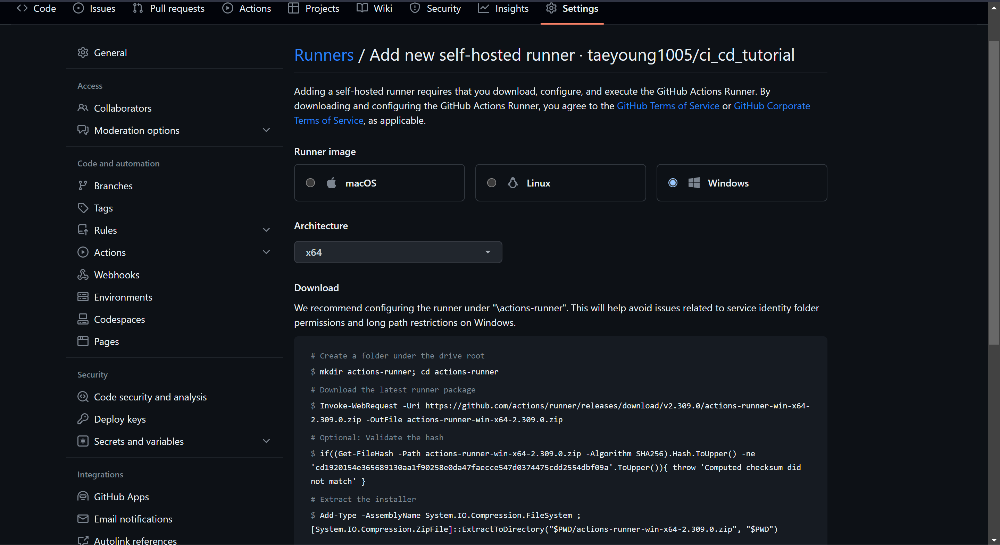 Code Issues Pull requests Actions Projects Wiki Security Insights Settings
General
Access
Collaborators
Moderation options
Code and automation
Branches
Tags
Rules
Actions
Webhooks
Environments
Codespaces
Pages
Security
Code security and analysis
Deploy keys
Secrets and variables
Integrations
GitHub Apps
Email notifications
Autolink references
Runners / Add new self-hosted runner · taeyoung1005/ci_cd_tutorial
Adding a self-hosted runner requires that you download, configure, and execute the GitHub Actions Runner. By
downloading and configuring the GitHub Actions Runner, you agree to the GitHub Terms of Service or GitHub Corporate
Terms of Service, as applicable.
Runner image
macOS Linux Windows
Architecture
x64
Download
We recommend configuring the runner under "\actions-runner". This will help avoid issues related to service identity folder
permissions and long path restrictions on Windows.
# Create a folder under the drive root
$ mkdir actions-runner; cd actions-runner
# Download the latest runner package
$ Invoke-WebRequest -Uri https://github.com/actions/runner/releases/download/v2.309.0/actions-runner-win-x64-
2.309.0.zip -OutFile actions-runner-win-x64-2.309.0.zip
# Optional: Validate the hash
$ if((Get-FileHash -Path actions-runner-win-x64-2.309.0.zip -Algorithm SHA256).Hash.ToUpper() -ne
'cd1920154e365689130aa1f90258e0da47faecce547d0374475cdd2554dbf09a'.ToUpper()){ throw 'Computed checksum did
not match' }
# Extract the installer
$ Add-Type -AssemblyName System.IO.Compression.FileSystem ;
[System.IO.Compression.ZipFile]::ExtractToDirectory("$PWD/actions-runner-win-x64-2.309.0.zip", "$PWD")